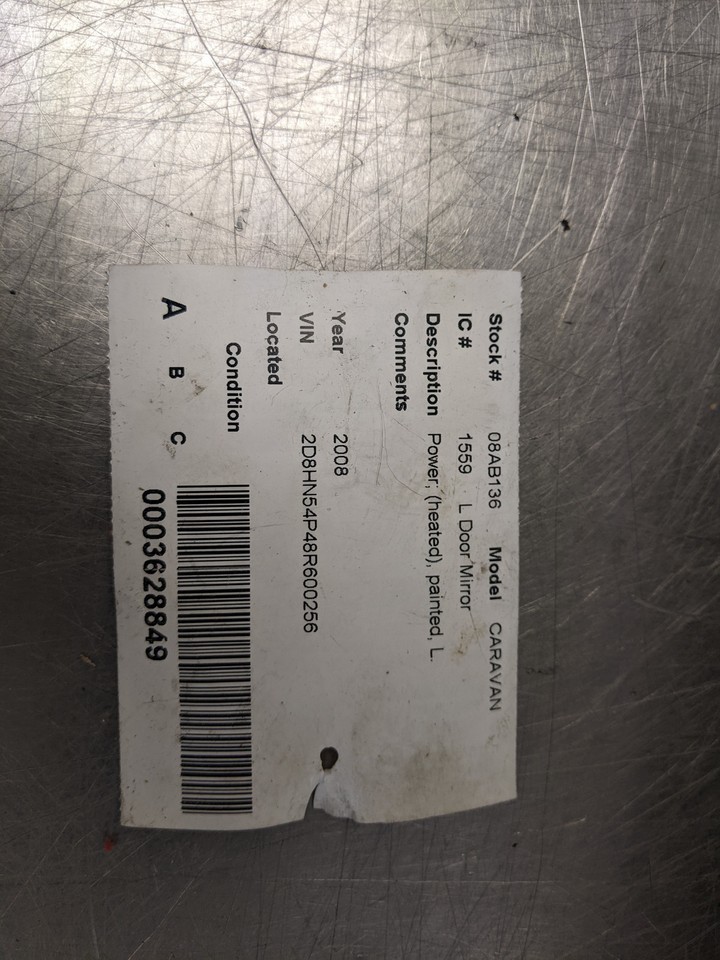 Stock # 08AB136 Model CARAVAN
IC # 1559 L Door Mirror
Description Power; (heated), painted, L.
Comments
Year 2008
VIN 2D8HN54P48R600256
Located
Condition
A B C
0003628849